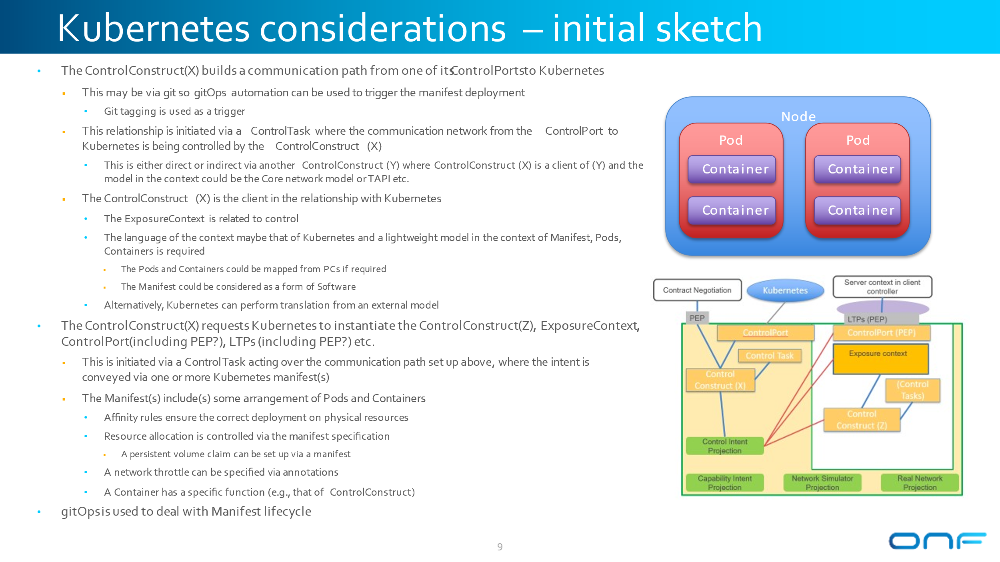 Kubernetes considerations – initial sketch
The ControlConstruct(X) builds a communication path from one of its ControlPorts to Kubernetes
This may be via git so gitOps automation can be used to trigger the manifest deployment
Git tagging is used as a trigger
This relationship is initiated via a ControlTask where the communication network from the ControlPort to
Kubernetes is being controlled by the ControlConstruct (X)
This is either direct or indirect via another ControlConstruct (Y) where ControlConstruct (X) is a client of (Y) and the
model in the context could be the Core network model or TAPI etc.
The ControlConstruct (X) is the client in the relationship with Kubernetes
The ExposureContext is related to control
The language of the context maybe that of Kubernetes and a lightweight model in the context of Manifest, Pods,
Containers is required
The Pods and Containers could be mapped from PCs if required
The Manifest could be considered as a form of Software
Alternatively, Kubernetes can perform translation from an external model
The ControlConstruct(X) requests Kubernetes to instantiate the ControlConstruct(Z), ExposureContext,
ControlPort(including PEP?), LTPs (including PEP?) etc.
This is initiated via a ControlTask acting over the communication path set up above, where the intent is
conveyed via one or more Kubernetes manifest(s)
The Manifest(s) include(s) some arrangement of Pods and Containers
Affinity rules ensure the correct deployment on physical resources
Resource allocation is controlled via the manifest specification
A persistent volume claim can be set up via a manifest
A network throttle can be specified via annotations
A Container has a specific function (e.g., that of ControlConstruct)
gitOps is used to deal with Manifest lifecycle
Node
Pod
Pod
Container
Container
Container
Container
Contract Negotiation
Kubernetes
Server context in client
controller
PEP
LTPs (PEP)
ControlPort
ControlPort (PEP)
Control Task
Exposure context
Control
Construct (X)
(Control
Tasks)
Control
Construct (Z)
Control Intent
Projection
Capability Intent
Projection
Network Simulator
Projection
Real Network
Projection
9
ONF